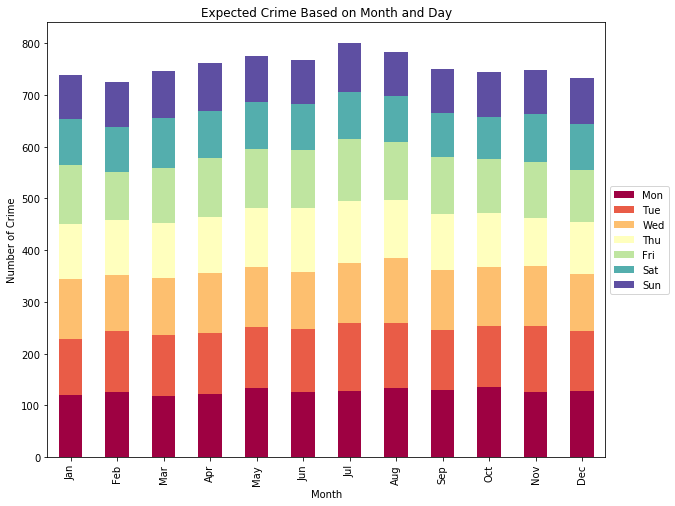 Expected Crime Based on Month and Day
Number of Crime
800
700
600
500
400
300
200
100
0
Jan
Feb
Mar
Apr
May
Jun
Jul
Aug
Sep
Oct
Nov
Dec
Month
Mon
Tue
Wed
Thu
Fri
Sat
Sun